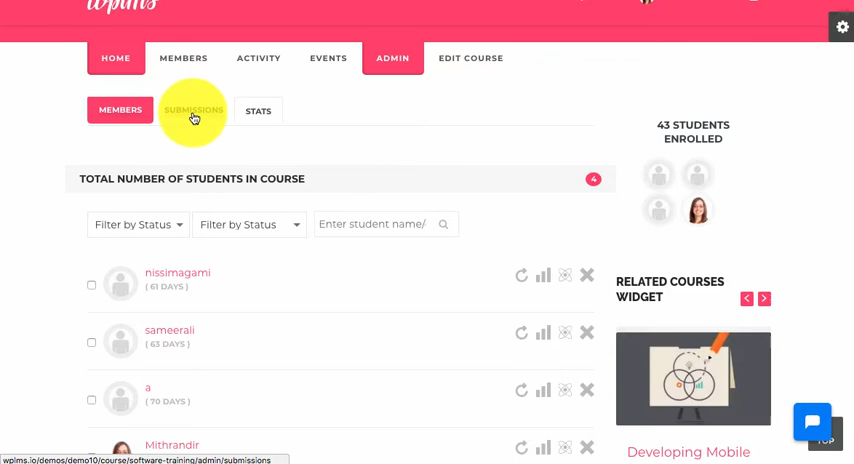 wplms
HOME MEMBERS ACTIVITY EVENTS ADMIN EDIT COURSE
MEMBERS SUBMISSIONS STATS
43 STUDENTS
ENROLLED
TOTAL NUMBER OF STUDENTS IN COURSE 4
Filter by Status Filter by Status Enter student name/
nissimagami
( 61 DAYS )
RELATED COURSES
WIDGET
sameerali
( 63 DAYS )
a
( 70 DAYS )
Mithrandir
Developing Mobile
TOP
wplms.io/demos/demo10/course/software-training/admin/submissions